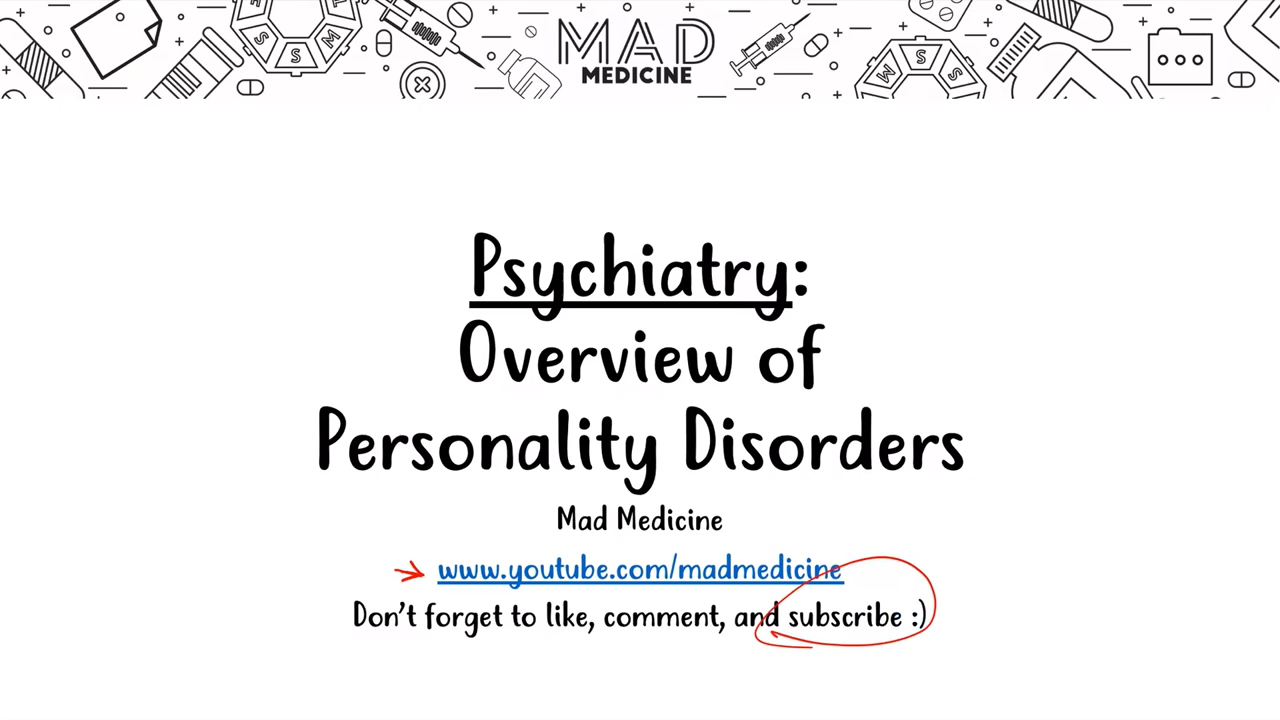 MAD
MEDICINE
S S M
M S S
Psychiatry:
Overview of
Personality Disorders
Mad Medicine
www.youtube.com/madmedicine
Don't forget to like, comment, and subscribe :)